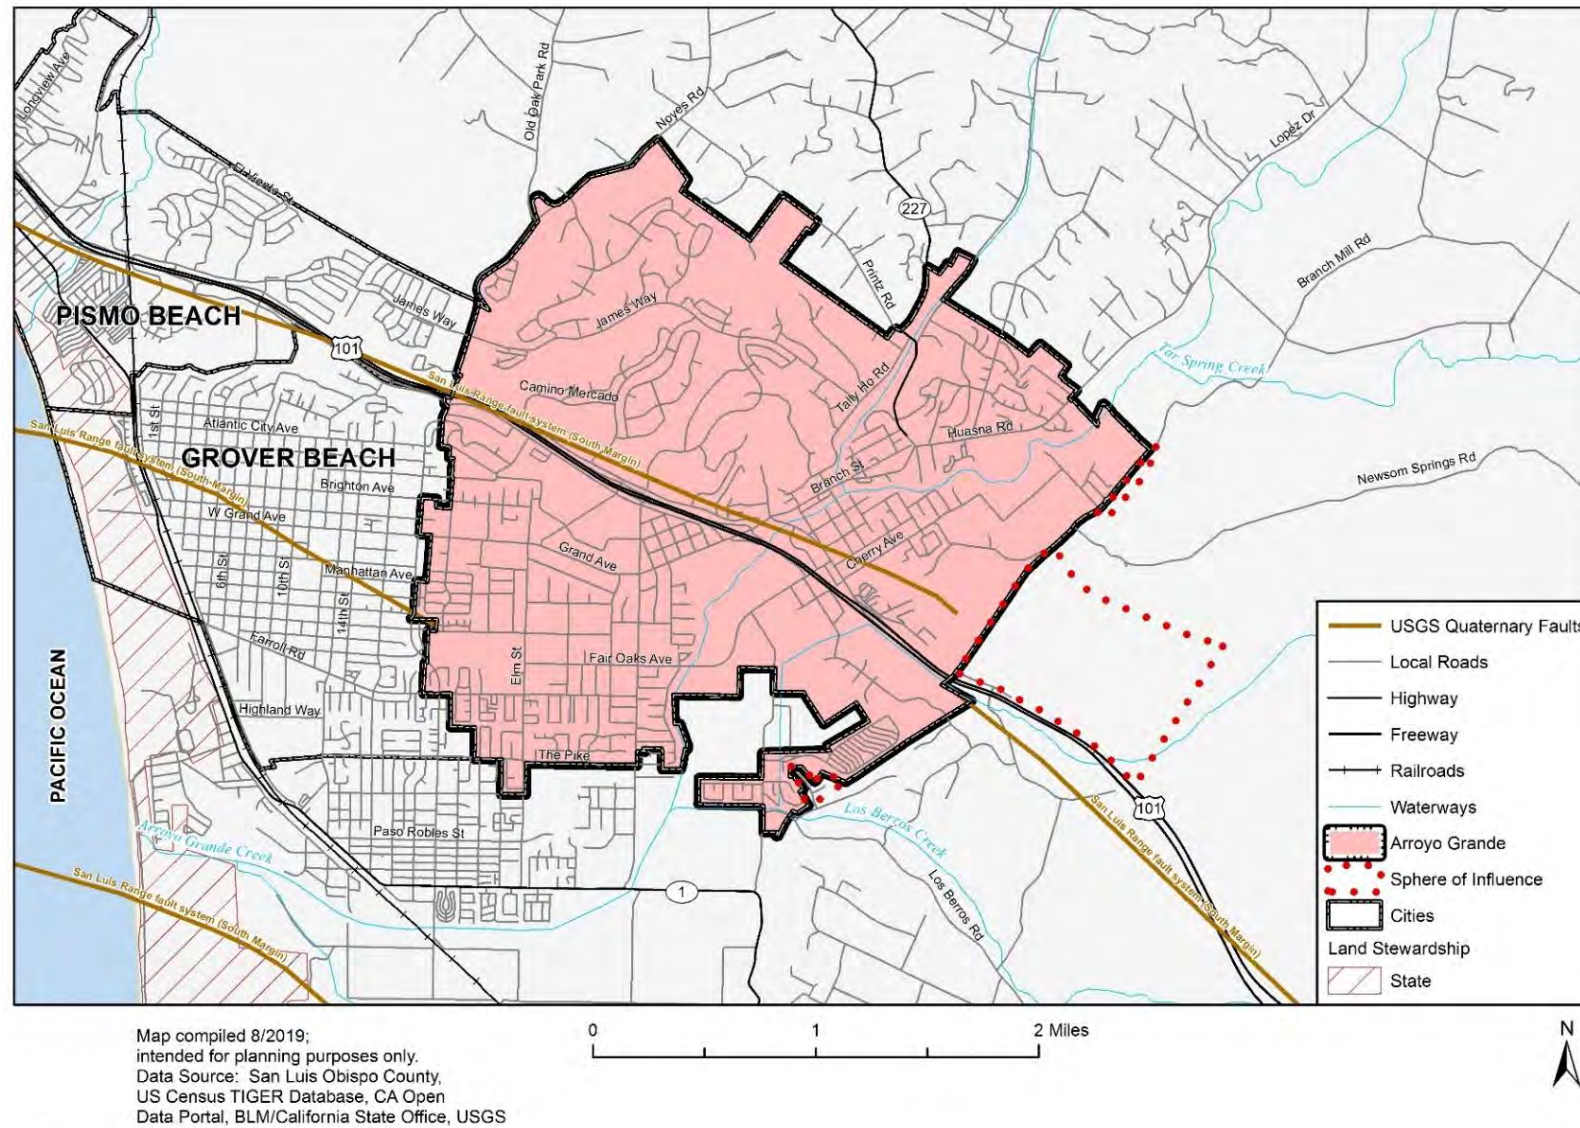 Longview Ave
Old Oak Park Rd
Noyes Rd
Lopez Dr
El Viento St
227
Branch Mill Rd
Printz Rd
James Way
James Way
PISMO BEACH
101
Tar Spring Creek
San Luis Range fault system (South Margin)
Camino Mercado
Tally Ho Rd
1st St
Atlantic City Ave
Huasna Rd
San Luis Range fault system (South Margin)
GROVER BEACH
Branch St
Newsom Springs Rd
Brighton Ave
W Grand Ave
Grand Ave
Cherry Ave
6th St
10th St
Manhattan Ave
14th St
Farroll Rd
Elm St
Fair Oaks Ave
PACIFIC OCEAN
Highland Way
The Pike
101
Los Berros Creek
San Luis Range fault system (South Margin)
Arroyo Grande Creek
Paso Robles St
Los Berros Rd
San Luis Range fault system (South Margin)
1
USGS Quaternary Faults
Local Roads
Highway
Freeway
Railroads
Waterways
Arroyo Grande
Sphere of Influence
Cities
Land Stewardship
State
Map compiled 8/2019;
intended for planning purposes only.
Data Source: San Luis Obispo County,
US Census TIGER Database, CA Open
Data Portal, BLM/California State Office, USGS
0 1 2 Miles
N